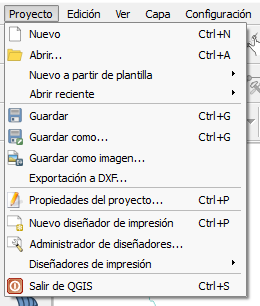 Proyecto Edición Ver Capa Configuración
Nuevo Ctrl+N
Abrir... Ctrl+A
Nuevo a partir de plantilla
Abrir reciente
Guardar Ctrl+G
Guardar como... Ctrl+G
Guardar como imagen...
Exportación a DXF...
Propiedades del proyecto... Ctrl+P
Nuevo diseñador de impresión Ctrl+P
Administrador de diseñadores...
Diseñadores de impresión
Salir de QGIS Ctrl+S